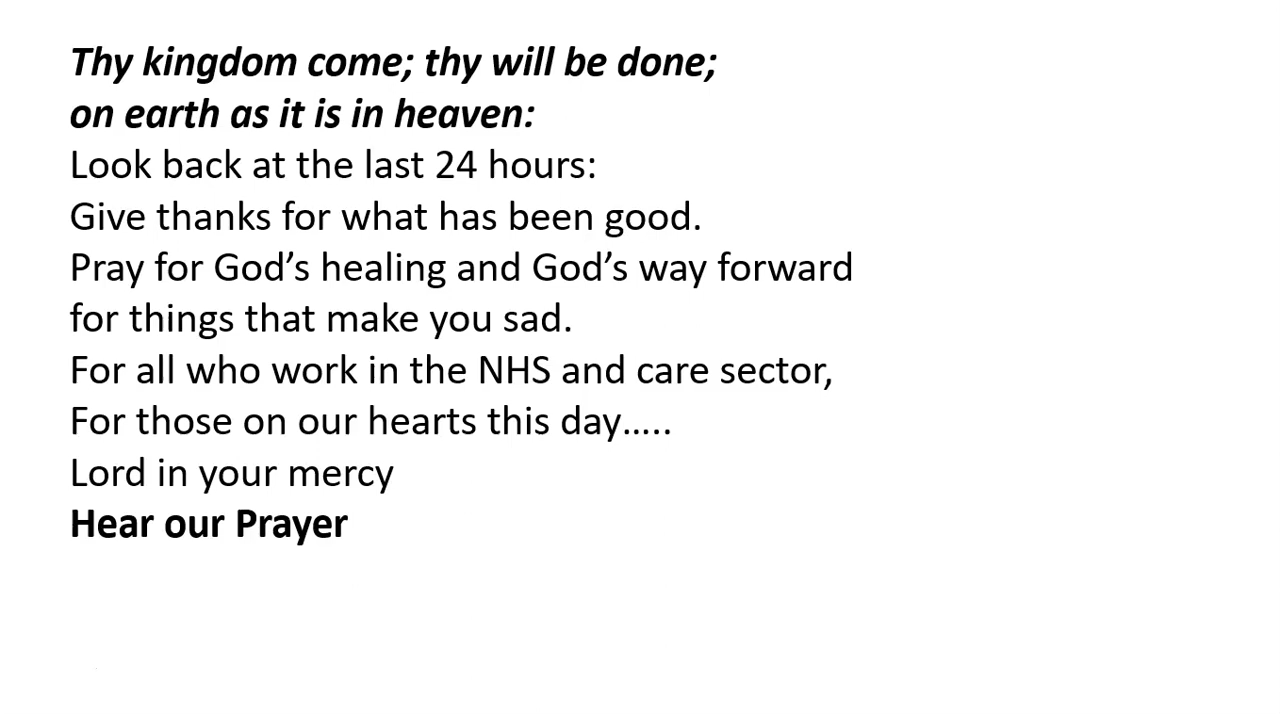 Thy kingdom come; thy will be done;
on earth as it is in heaven:
Look back at the last 24 hours:
Give thanks for what has been good.
Pray for God’s healing and God’s way forward
for things that make you sad.
For all who work in the NHS and care sector,
For those on our hearts this day…..
Lord in your mercy
Hear our Prayer